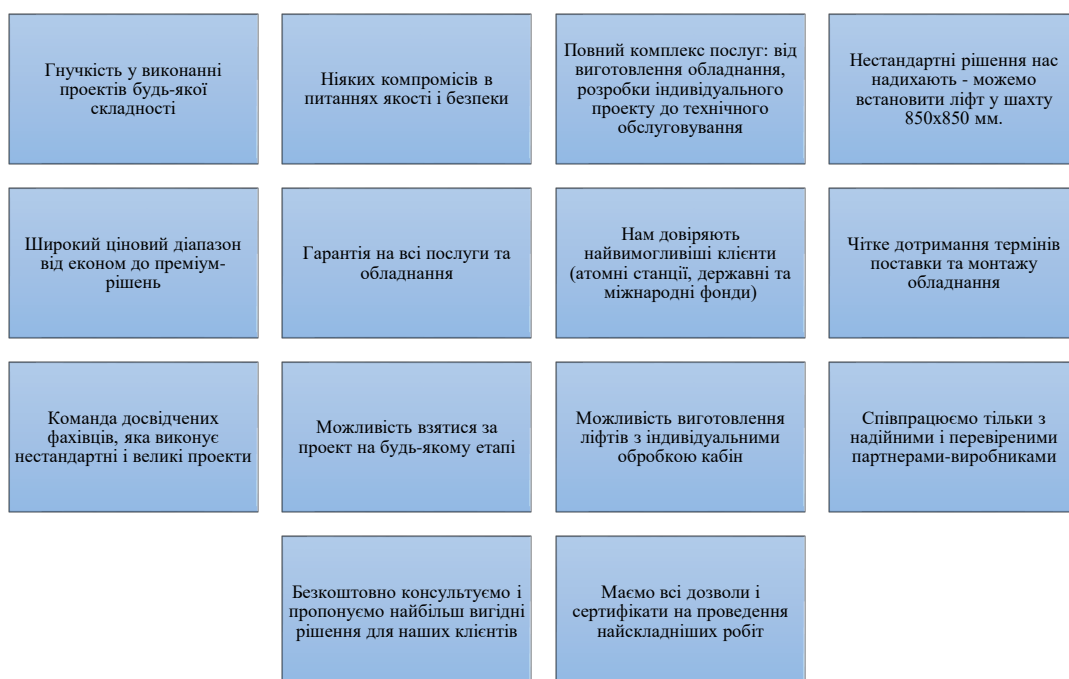 Гнучкість у виконанні
проектів будь-якої
складності
Ніяких компромісів в
питаннях якості і безпеки
Повний комплекс послуг: від
виготовлення обладнання,
розробки індивідуального
проекту до технічного
обслуговування
Нестандартні рішення нас
надихають - можемо
встановити ліфт у шахту
850х850 мм.
Широкий ціновий діапазон
від економ до преміум-
рішень
Гарантія на всі послуги та
обладнання
Нам довіряють
найвимогливіші клієнти
(атомні станції, державні та
міжнародні фонди)
Чітке дотримання термінів
поставки та монтажу
обладнання
Команда досвідчених
фахівців, яка виконує
нестандартні і великі проекти
Можливість взятися за
проект на будь-якому етапі
Можливість виготовлення
ліфтів з індивідуальними
обробкою кабін
Співпрацюємо тільки з
надійними і перевіреними
партнерами-виробниками
Безкоштовно консультуємо і
пропонуємо найбільш вигідні
рішення для наших клієнтів
Маємо всі дозволи і
сертифікати на проведення
найскладніших робіт